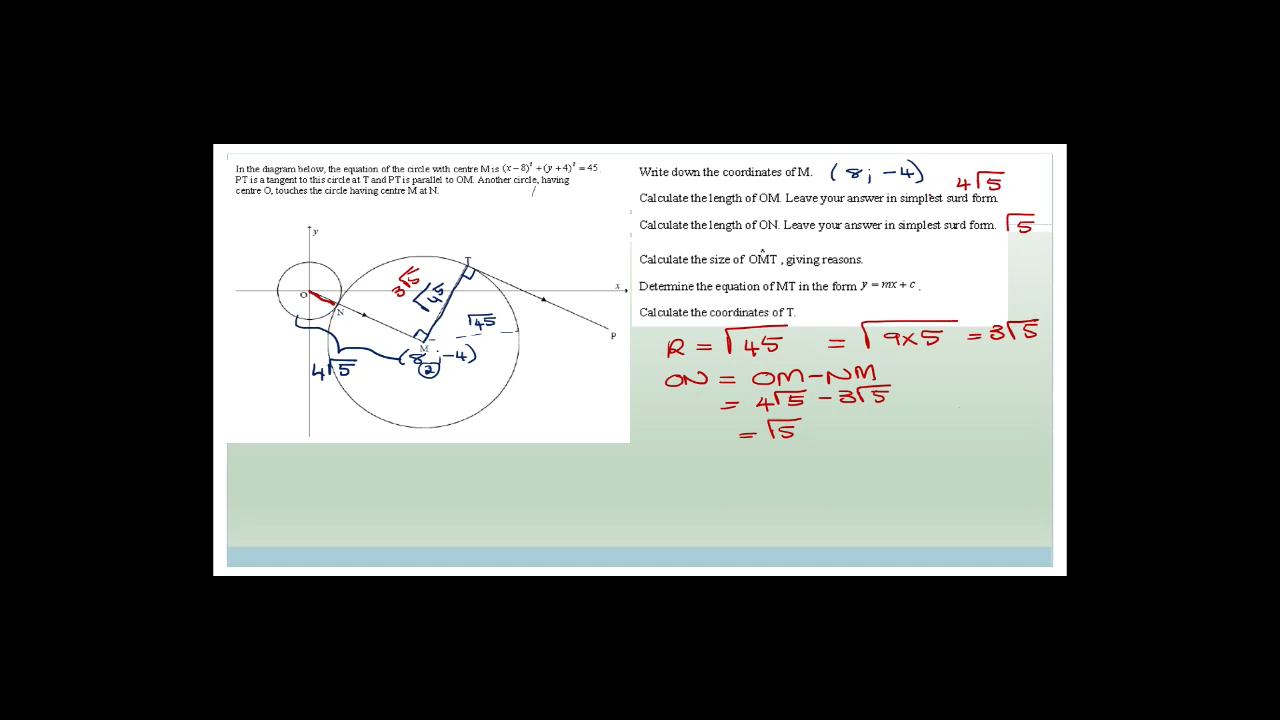 In the diagram below, the equation of the circle with centre M is (x – 8)² + (y + 4)² = 45.
PT is a tangent to this circle at T and PT is parallel to OM. Another circle, having
centre O, touches the circle having centre M at N.
y
T
x
O
N
P
M
3√5
√45
√45
(8 ; -4)
2
4√5
Write down the coordinates of M. (8; -4)
4√5
Calculate the length of OM. Leave your answer in simplest surd form.
Calculate the length of ON. Leave your answer in simplest surd form. √5
Calculate the size of OM̂T , giving reasons.
Determine the equation of MT in the form y = mx + c .
Calculate the coordinates of T.
R = √45 = √9×5 = 3√5
ON = OM – NM
= 4√5 – 3√5
= √5